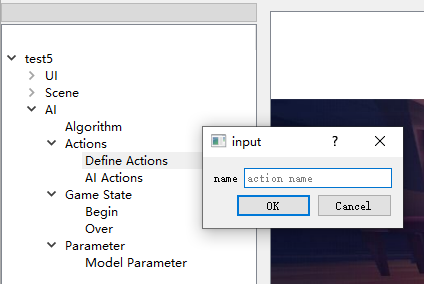 test5
UI
Scene
AI
Algorithm
Actions
Define Actions
AI Actions
Game State
Begin
Over
Parameter
Model Parameter
input ?
name action name
OK Cancel